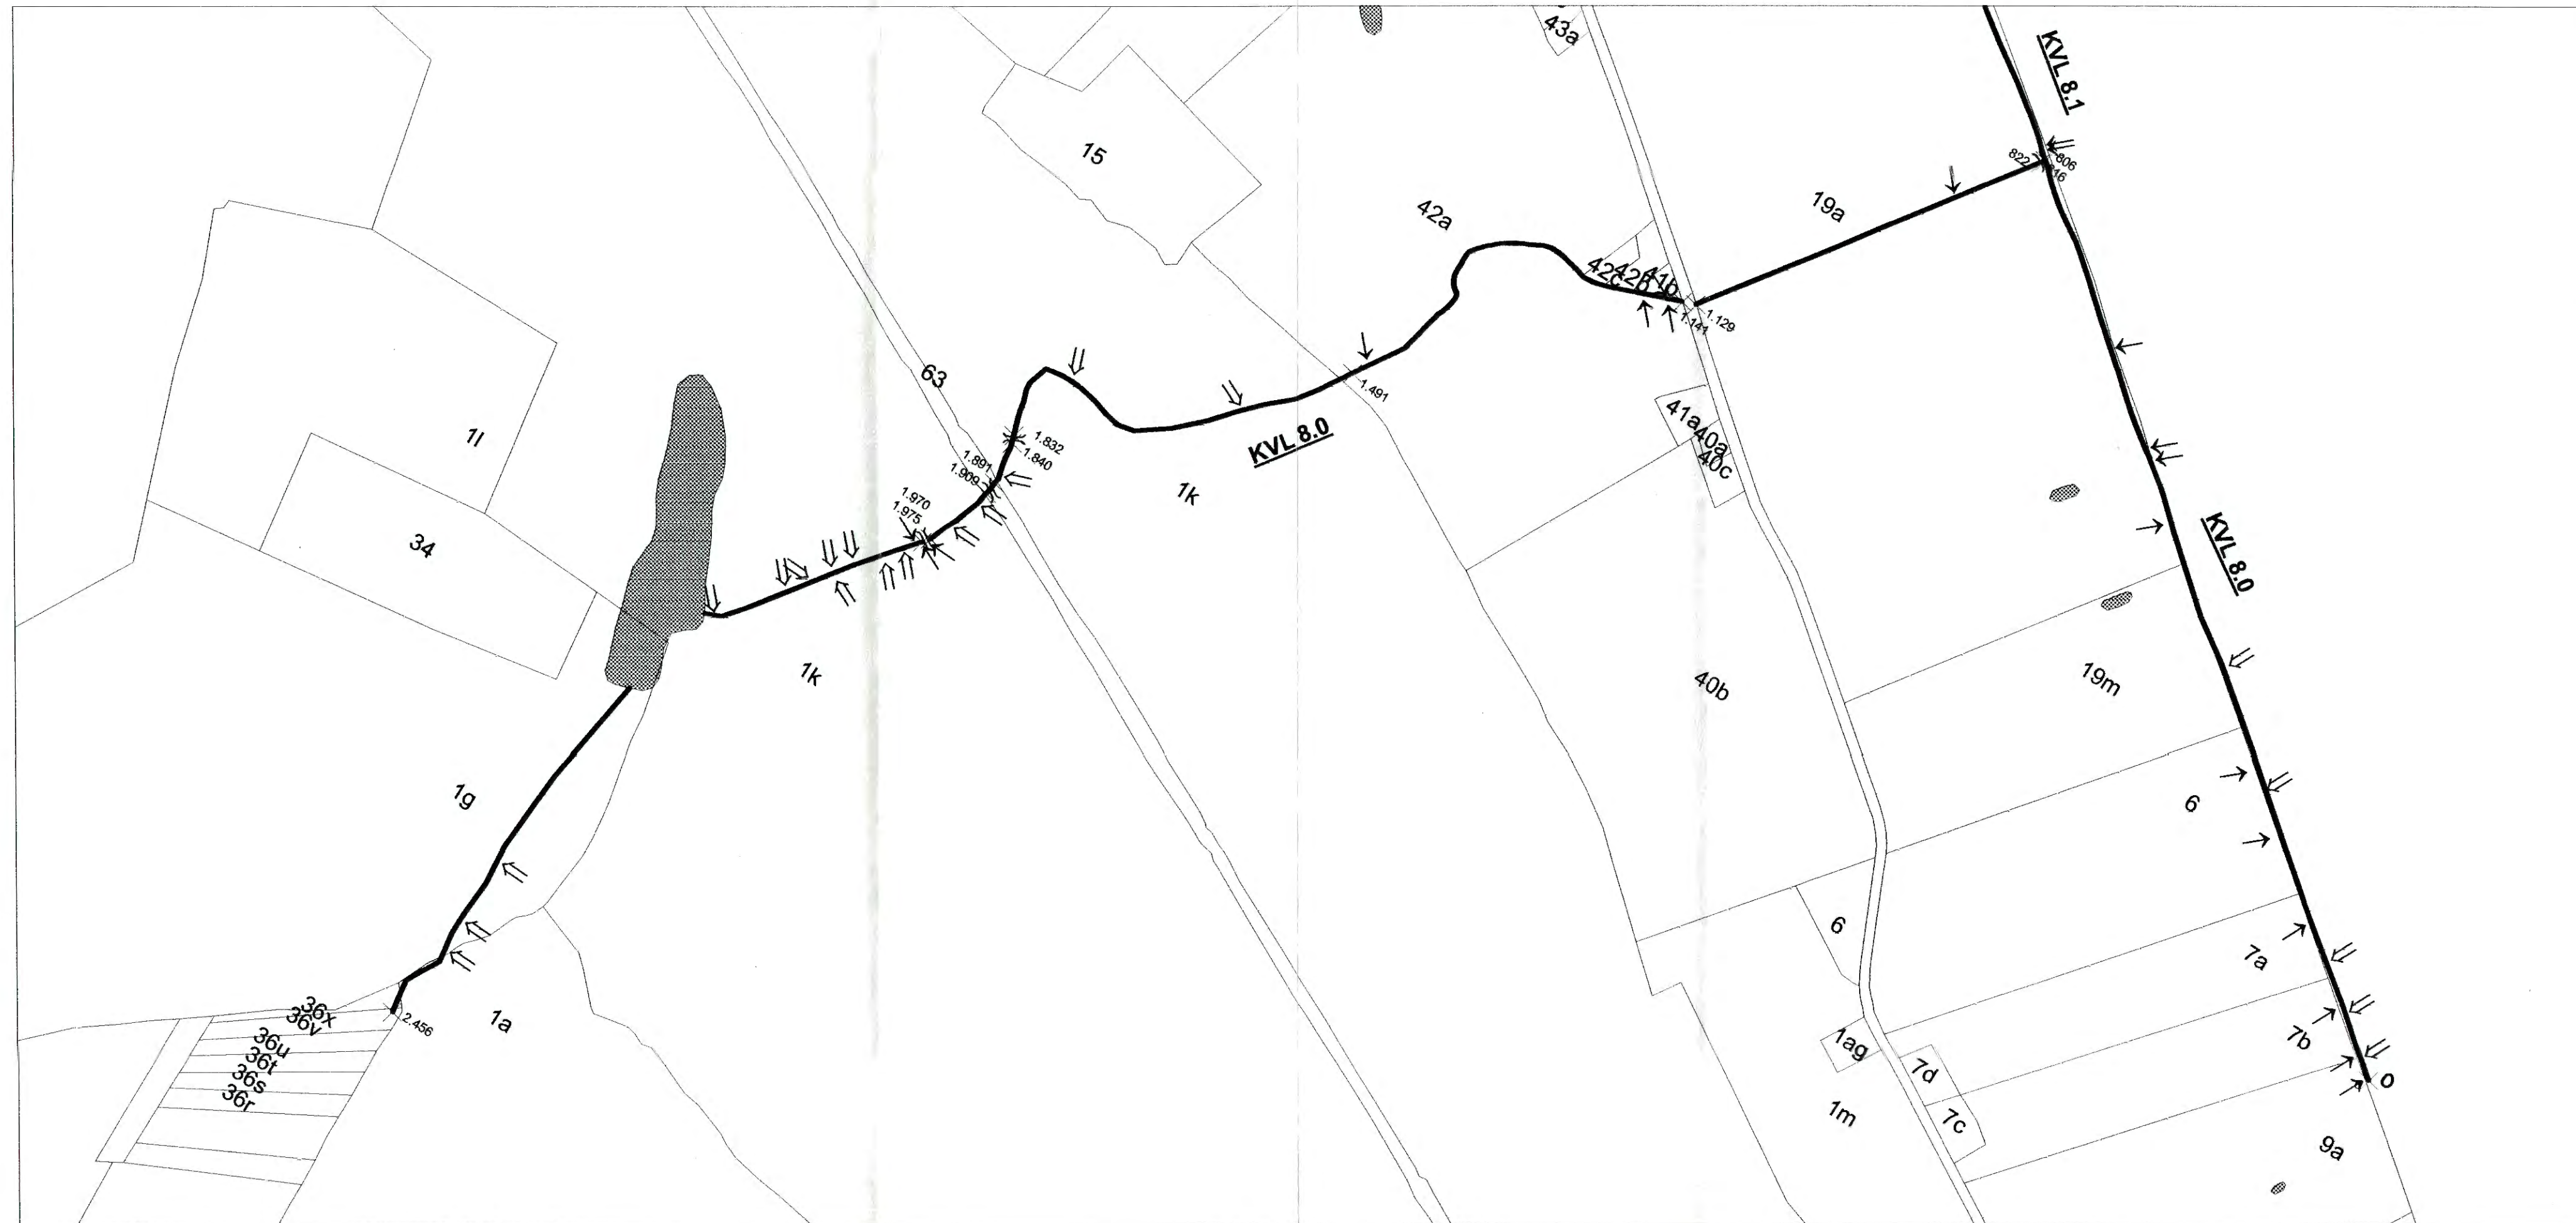 43a
KVL 8.1
15
806
822
816
42a
19a
42c
42b
41b
1.129
1.141
63
1.491
1l
41a
40a
40c
KVL 8.0
1.832
1.840
1.891
1.909
1k
1.970
1.975
34
KVL 8.0
1k
40b
19m
1g
6
6
7a
36x
36v
2.456
1a
36u
36t
36s
36r
1ag
7b
7d
0
1m
7c
9a